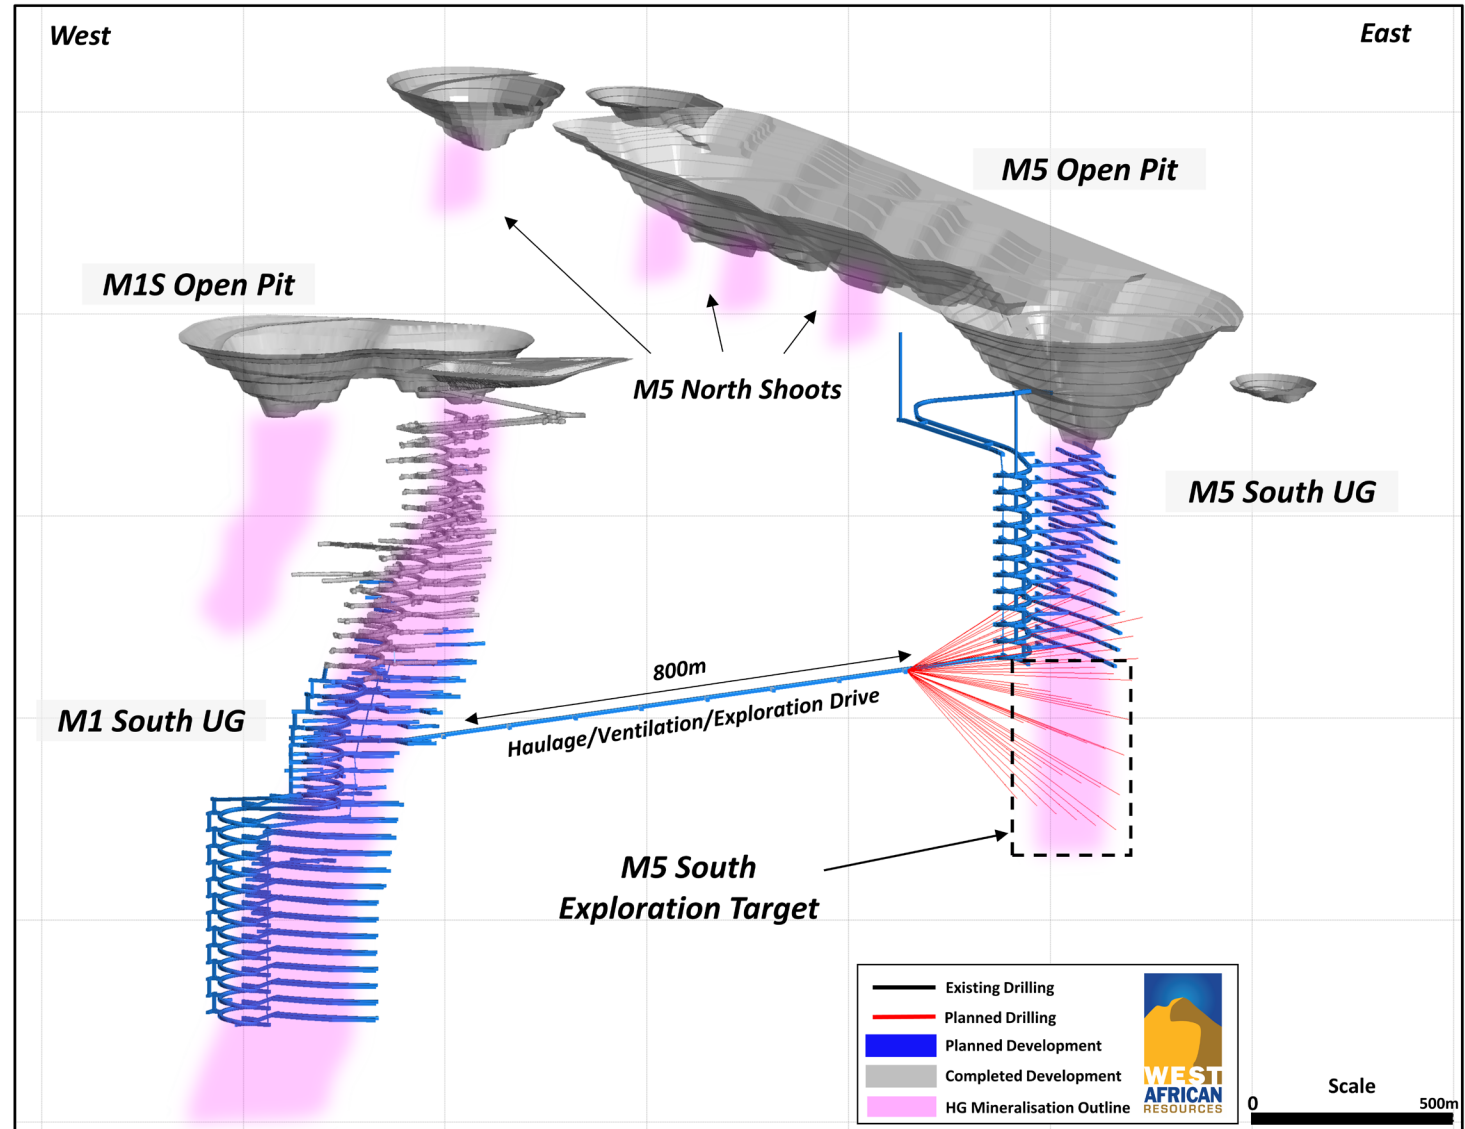 West
East
M5 Open Pit
M1S Open Pit
M5 North Shoots
M5 South UG
800m
Haulage/Ventilation/Exploration Drive
M1 South UG
M5 South
Exploration Target
Existing Drilling
Planned Drilling
Planned Development
Completed Development
HG Mineralisation Outline
WEST
AFRICAN
RESOURCES
Scale
0
500m